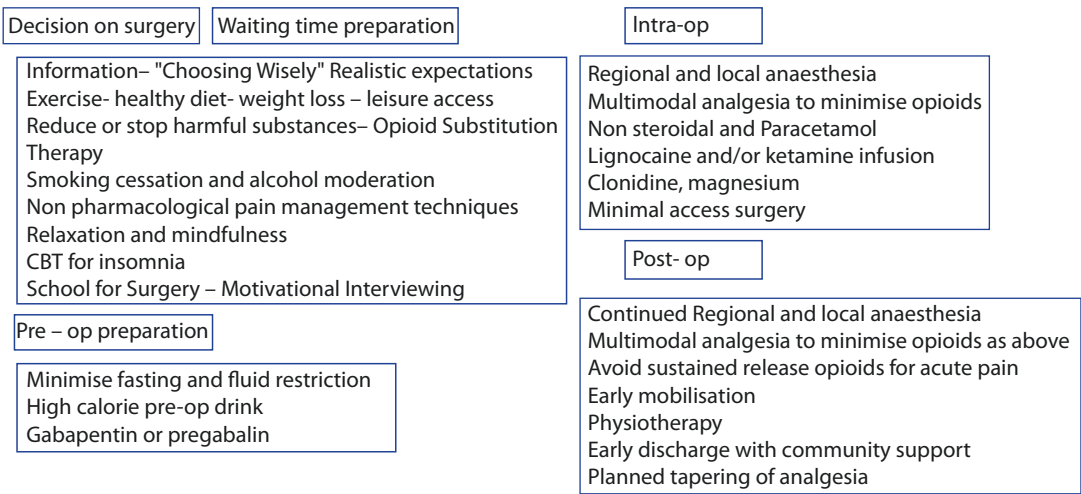 Decision on surgery
Waiting time preparation
Information– "Choosing Wisely" Realistic expectations
Exercise- healthy diet- weight loss – leisure access
Reduce or stop harmful substances– Opioid Substitution
Therapy
Smoking cessation and alcohol moderation
Non pharmacological pain management techniques
Relaxation and mindfulness
CBT for insomnia
School for Surgery – Motivational Interviewing
Pre – op preparation
Minimise fasting and fluid restriction
High calorie pre-op drink
Gabapentin or pregabalin
Intra-op
Regional and local anaesthesia
Multimodal analgesia to minimise opioids
Non steroidal and Paracetamol
Lignocaine and/or ketamine infusion
Clonidine, magnesium
Minimal access surgery
Post- op
Continued Regional and local anaesthesia
Multimodal analgesia to minimise opioids as above
Avoid sustained release opioids for acute pain
Early mobilisation
Physiotherapy
Early discharge with community support
Planned tapering of analgesia